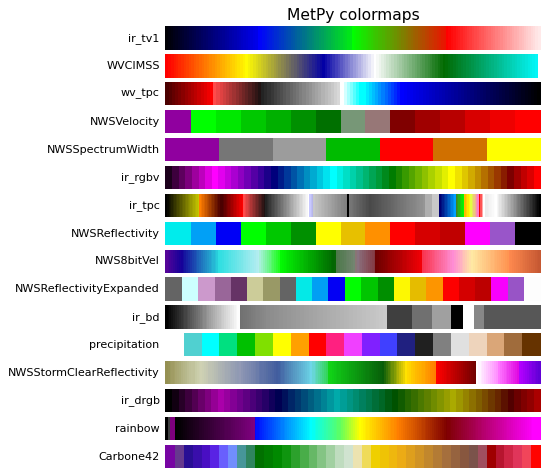 MetPy colormaps
ir_tv1
WVCIMSS
wv_tpc
NWSVelocity
NWSSpectrumWidth
ir_rgbv
ir_tpc
NWSReflectivity
NWS8bitVel
NWSReflectivityExpanded
ir_bd
precipitation
NWSStormClearReflectivity
ir_drgb
rainbow
Carbone42